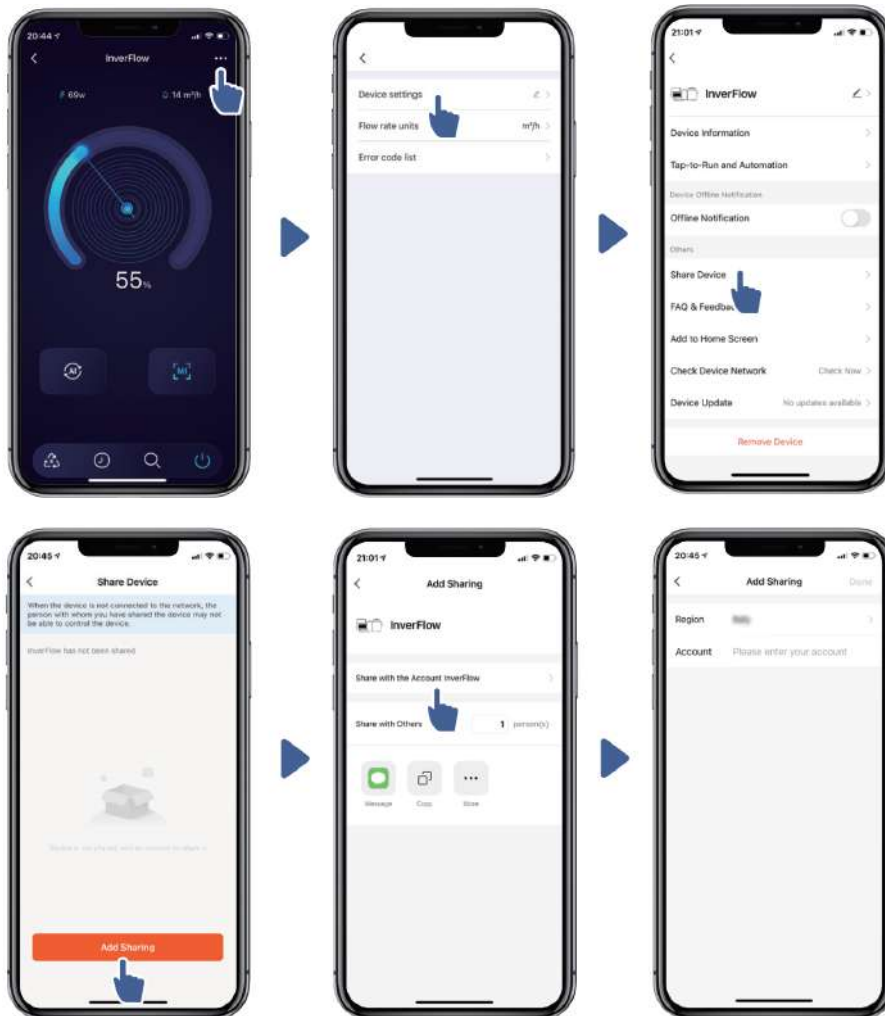 20:44
InverFlow
69w
14 m³/h
55%
AI
M1
Device settings
Flow rate units m³/h
Error code list
21:01
InverFlow
Device Information
Tap-to-Run and Automation
Device Offline Notification
Offline Notification
Others
Share Device
FAQ & Feedba
Add to Home Screen
Check Device Network Check Now
Device Update No updates available
Remove Device
20:45
Share Device
When the device is not connected to the network, the
person with whom you have shared the device may not
be able to control the device.
InverFlow has not been shared
Add Sharing
21:01
Add Sharing
InverFlow
Share with the Account InverFlow
Share with Others 1 person(s)
Message Copy More
20:45
Add Sharing Done
Region
Account Please enter your account